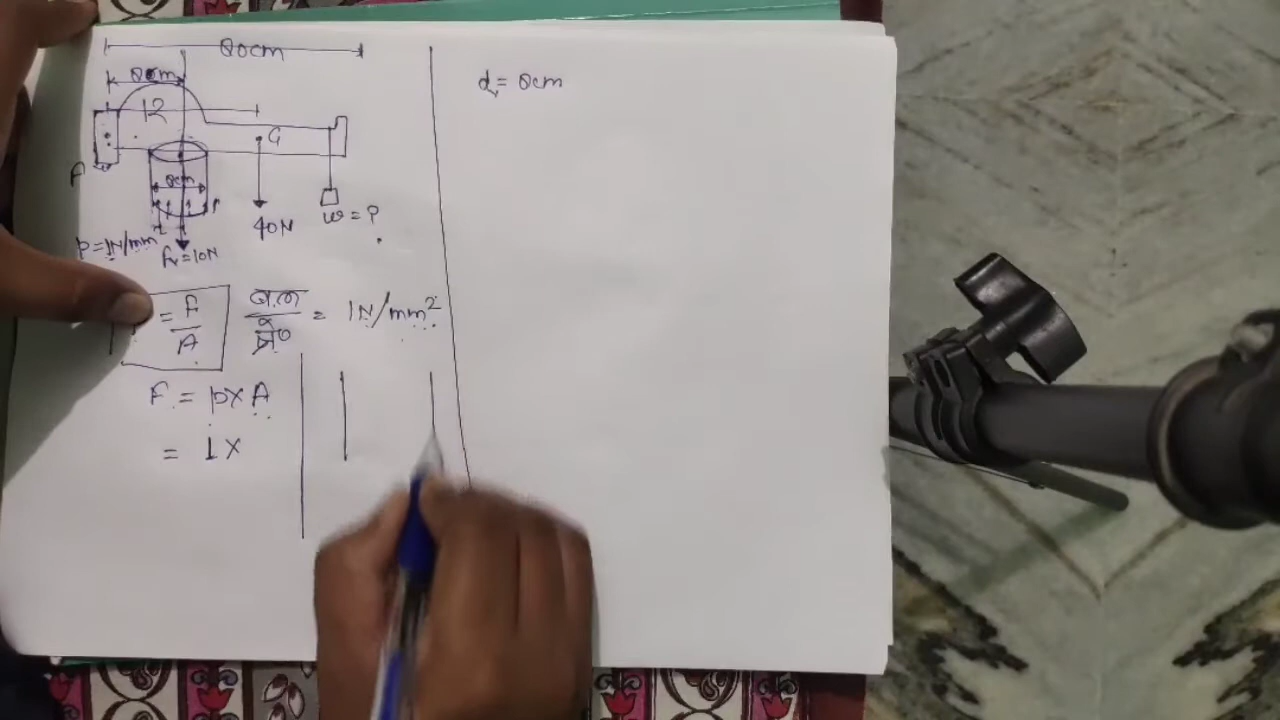 80cm
8cm
12
G
8cm
40N
w = ?
p = 1N/mm
Fv = 10N
= F/A
= 1N/mm²
F = p x A
= 1 x
d = 8cm